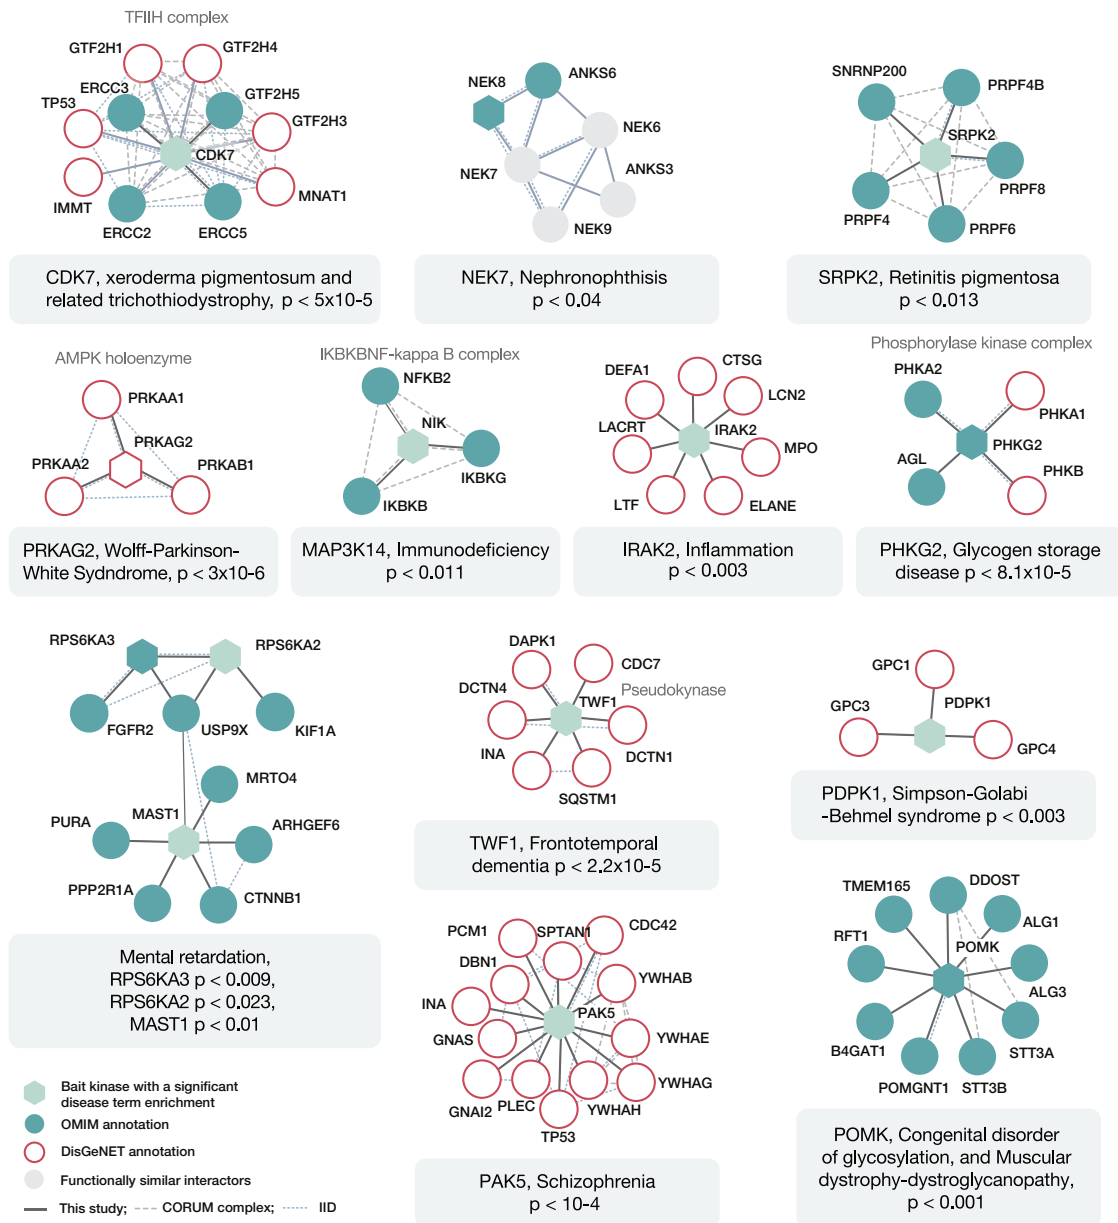 TFIIH complex
GTF2H1
GTF2H4
ERCC3
GTF2H5
TP53
GTF2H3
CDK7
IMMT
MNAT1
ERCC2
ERCC5
CDK7, xeroderma pigmentosum and
related trichothiodystrophy, p < 5x10-5
NEK8
ANKS6
NEK6
NEK7
ANKS3
NEK9
NEK7, Nephronophthisis
p < 0.04
SNRNP200
PRPF4B
SRPK2
PRPF8
PRPF4
PRPF6
SRPK2, Retinitis pigmentosa
p < 0.013
AMPK holoenzyme
PRKAA1
PRKAG2
PRKAA2
PRKAB1
PRKAG2, Wolff-Parkinson-
White Sydndrome, p < 3x10-6
IKBKBNF-kappa B complex
NFKB2
NIK
IKBKG
IKBKB
MAP3K14, Immunodeficiency
p < 0.011
CTSG
DEFA1
LCN2
LACRT
IRAK2
MPO
LTF
ELANE
IRAK2, Inflammation
p < 0.003
Phosphorylase kinase complex
PHKA2
PHKA1
PHKG2
AGL
PHKB
PHKG2, Glycogen storage
disease p < 8.1x10-5
RPS6KA3
RPS6KA2
FGFR2
USP9X
KIF1A
MRTO4
MAST1
PURA
ARHGEF6
PPP2R1A
CTNNB1
Mental retardation,
RPS6KA3 p < 0.009,
RPS6KA2 p < 0.023,
MAST1 p < 0.01
DAPK1
CDC7
DCTN4
Pseudokynase
TWF1
INA
DCTN1
SQSTM1
TWF1, Frontotemporal
dementia p < 2.2x10-5
GPC1
GPC3
PDPK1
GPC4
PDPK1, Simpson-Golabi
-Behmel syndrome p < 0.003
PCM1
SPTAN1
CDC42
DBN1
YWHAB
INA
PAK5
GNAS
YWHAE
YWHAG
GNAI2
PLEC
YWHAH
TP53
PAK5, Schizophrenia
p < 10-4
TMEM165
DDOST
ALG1
RFT1
POMK
ALG3
B4GAT1
STT3A
POMGNT1
STT3B
POMK, Congenital disorder
of glycosylation, and Muscular
dystrophy-dystroglycanopathy,
p < 0.001
Bait kinase with a significant
disease term enrichment
OMIM annotation
DisGeNET annotation
Functionally similar interactors
This study; CORUM complex; IID